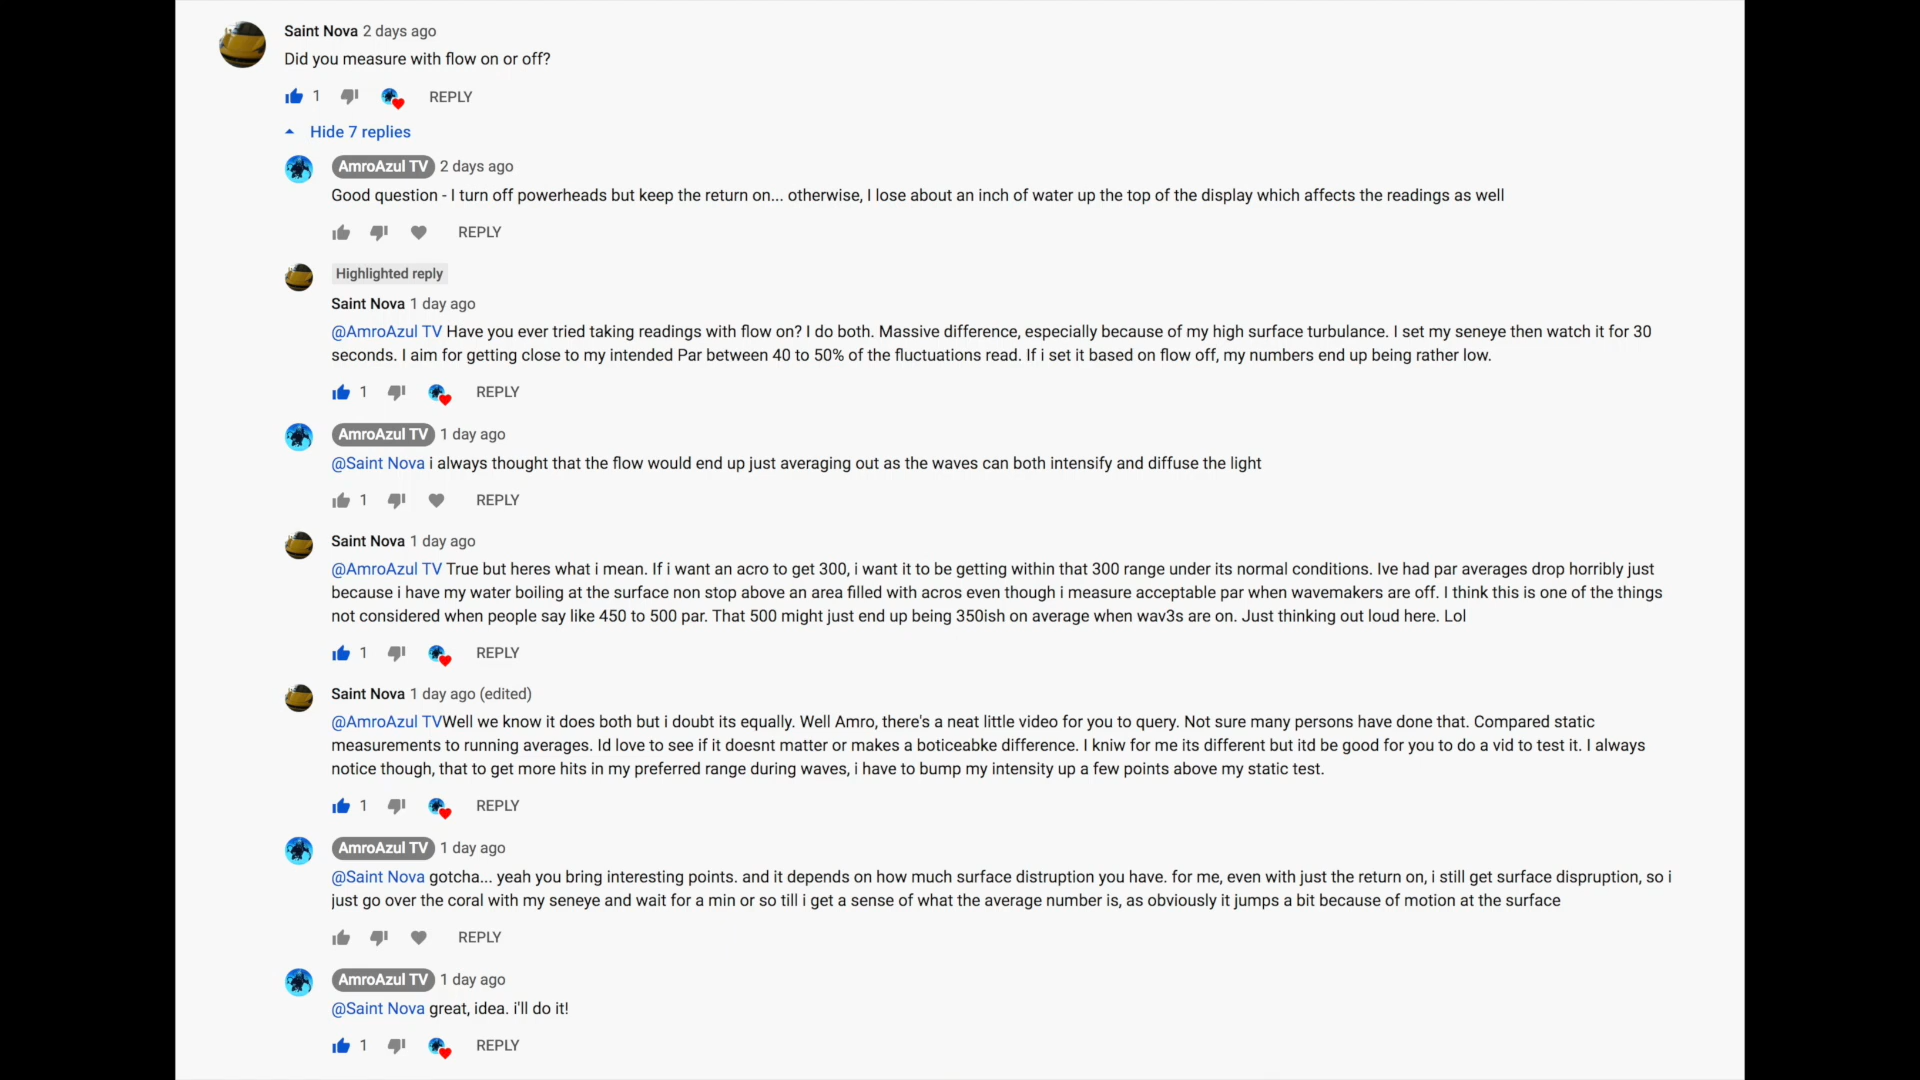 Saint Nova 2 days ago
Did you measure with flow on or off?
1 REPLY
Hide 7 replies
AmroAzul TV 2 days ago
Good question - I turn off powerheads but keep the return on... otherwise, I lose about an inch of water up the top of the display which affects the readings as well
REPLY
Highlighted reply
Saint Nova 1 day ago
@AmroAzul TV Have you ever tried taking readings with flow on? I do both. Massive difference, especially because of my high surface turbulance. I set my seneye then watch it for 30
seconds. I aim for getting close to my intended Par between 40 to 50% of the fluctuations read. If i set it based on flow off, my numbers end up being rather low.
1 REPLY
AmroAzul TV 1 day ago
@Saint Nova i always thought that the flow would end up just averaging out as the waves can both intensify and diffuse the light
1 REPLY
Saint Nova 1 day ago
@AmroAzul TV True but heres what i mean. If i want an acro to get 300, i want it to be getting within that 300 range under its normal conditions. Ive had par averages drop horribly just
because i have my water boiling at the surface non stop above an area filled with acros even though i measure acceptable par when wavemakers are off. I think this is one of the things
not considered when people say like 450 to 500 par. That 500 might just end up being 350ish on average when wav3s are on. Just thinking out loud here. Lol
1 REPLY
Saint Nova 1 day ago (edited)
@AmroAzul TVWell we know it does both but i doubt its equally. Well Amro, there's a neat little video for you to query. Not sure many persons have done that. Compared static
measurements to running averages. Id love to see if it doesnt matter or makes a boticeabke difference. I kniw for me its different but itd be good for you to do a vid to test it. I always
notice though, that to get more hits in my preferred range during waves, i have to bump my intensity up a few points above my static test.
1 REPLY
AmroAzul TV 1 day ago
@Saint Nova gotcha... yeah you bring interesting points. and it depends on how much surface distruption you have. for me, even with just the return on, i still get surface dispruption, so i
just go over the coral with my seneye and wait for a min or so till i get a sense of what the average number is, as obviously it jumps a bit because of motion at the surface
REPLY
AmroAzul TV 1 day ago
@Saint Nova great, idea. i'll do it!
1 REPLY